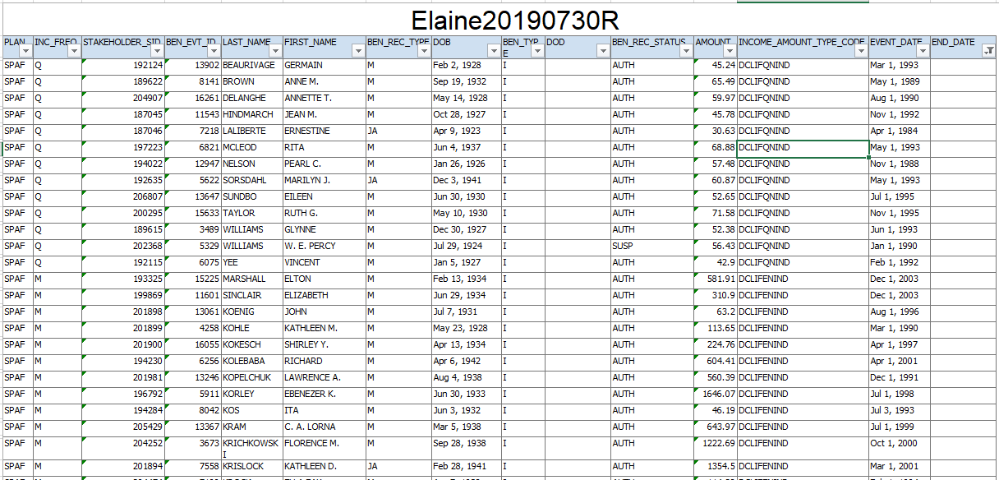 Elaine20190730R
PLAN INC_FREQ STAKEHOLDER_SID BEN_EVT_ID LAST_NAME FIRST_NAME BEN_REC_TYPE DOB BEN_TYPE DOD BEN_REC_STATUS AMOUNT INCOME_AMOUNT_TYPE_CODE EVENT_DATE END_DATE
SPAF Q 192124 13902 BEAURIVAGE GERMAIN M Feb 2, 1928 I AUTH 45.24 DCLIFQNIND Mar 1, 1993
SPAF Q 189622 8141 BROWN ANNE M. M Sep 19, 1932 I AUTH 65.49 DCLIFQNIND May 1, 1989
SPAF Q 204907 16261 DELANGHE ANNETTE T. M May 14, 1928 I AUTH 59.97 DCLIFQNIND Aug 1, 1990
SPAF Q 187045 11543 HINDMARCH JEAN M. M Oct 28, 1927 I AUTH 45.78 DCLIFQNIND Nov 1, 1992
SPAF Q 187046 7218 LALIBERTE ERNESTINE JA Apr 9, 1923 I AUTH 30.63 DCLIFQNIND Apr 1, 1984
SPAF Q 197223 6821 MCLEOD RITA M Jun 4, 1937 I AUTH 68.88 DCLIFQNIND May 1, 1993
SPAF Q 194022 12947 NELSON PEARL C. M Jan 26, 1926 I AUTH 57.48 DCLIFQNIND Nov 1, 1988
SPAF Q 192635 5622 SORSDAHL MARILYN J. JA Dec 3, 1941 I AUTH 60.87 DCLIFQNIND May 1, 1993
SPAF Q 206807 13647 SUNDBO EILEEN M Jun 30, 1930 I AUTH 52.65 DCLIFQNIND Jul 1, 1995
SPAF Q 200295 15633 TAYLOR RUTH G. M May 10, 1930 I AUTH 71.58 DCLIFQNIND Nov 1, 1995
SPAF Q 189615 3489 WILLIAMS GLYNNE M Dec 30, 1927 I AUTH 52.38 DCLIFQNIND Jun 1, 1993
SPAF Q 202368 5329 WILLIAMS W. E. PERCY M Jul 29, 1924 I SUSP 56.43 DCLIFQNIND Jan 1, 1990
SPAF Q 192115 6075 YEE VINCENT M Jan 5, 1927 I AUTH 42.9 DCLIFQNIND Feb 1, 1992
SPAF M 193325 15225 MARSHALL ELTON M Feb 13, 1934 I AUTH 581.91 DCLIFENIND Dec 1, 2003
SPAF M 199869 11601 SINCLAIR ELIZABETH M Jun 29, 1934 I AUTH 310.9 DCLIFENIND Dec 1, 2003
SPAF M 201898 13061 KOENIG JOHN M Jul 7, 1931 I AUTH 63.2 DCLIFENIND Aug 1, 1996
SPAF M 201899 4258 KOHLE KATHLEEN M. M May 23, 1928 I AUTH 113.65 DCLIFENIND Mar 1, 1990
SPAF M 201900 16055 KOKESCH SHIRLEY Y. M Apr 13, 1934 I AUTH 224.76 DCLIFENIND Apr 1, 1997
SPAF M 194230 6256 KOLEBABA RICHARD M Apr 6, 1942 I AUTH 604.41 DCLIFENIND Apr 1, 2001
SPAF M 201981 13246 KOPELCHUK LAWRENCE A. M Aug 4, 1938 I AUTH 560.39 DCLIFENIND Dec 1, 1991
SPAF M 196792 5911 KORLEY EBENEZER K. M Jun 30, 1933 I AUTH 1646.07 DCLIFENIND Jul 1, 1998
SPAF M 194284 8042 KOS ITA M Jun 3, 1932 I AUTH 46.19 DCLIFENIND Jul 3, 1993
SPAF M 205429 13367 KRAM C. A. LORNA M Mar 5, 1938 I AUTH 643.97 DCLIFENIND Jul 1, 1999
SPAF M 204252 3673 KRICHKOWSKI FLORENCE M. M Sep 28, 1938 I AUTH 1222.69 DCLIFENIND Oct 1, 2000
SPAF M 201894 7558 KRISLOCK KATHLEEN D. JA Feb 28, 1941 I AUTH 1354.5 DCLIFENIND Mar 1, 2001